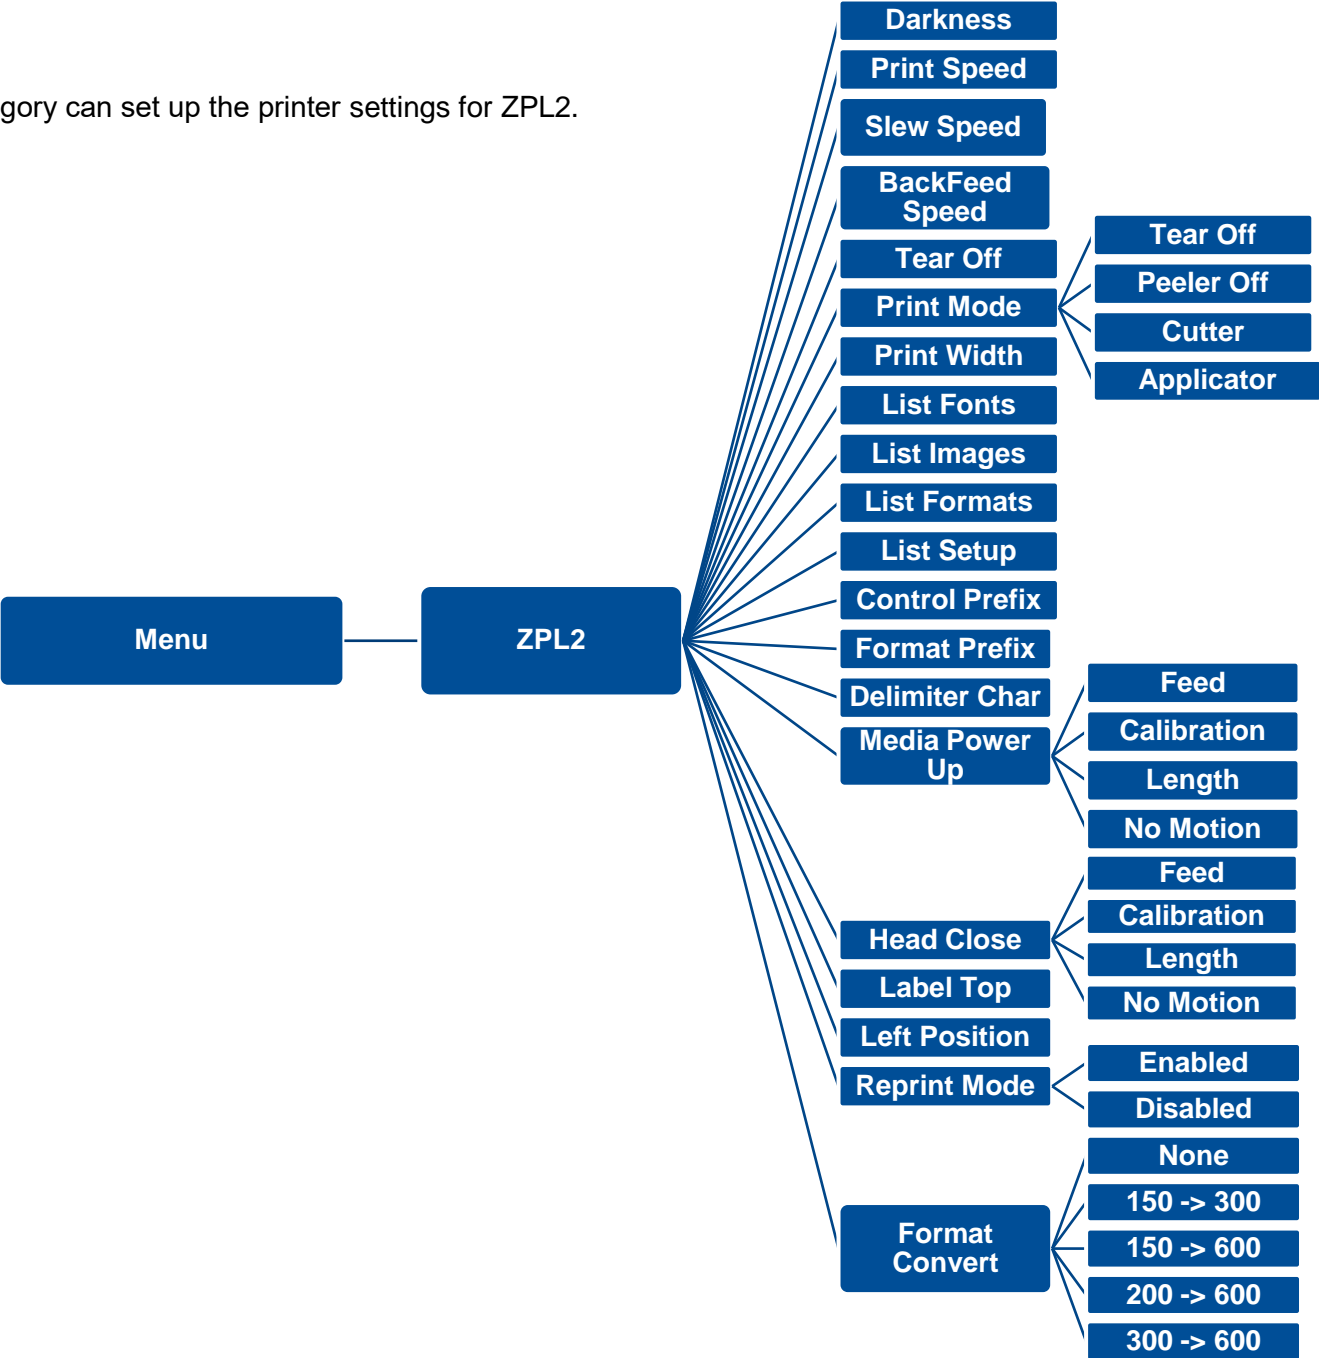 gory can set up the printer settings for ZPL2.
Menu
ZPL2
Darkness
Print Speed
Slew Speed
BackFeed
Speed
Tear Off
Print Mode
Tear Off
Peeler Off
Cutter
Applicator
Print Width
List Fonts
List Images
List Formats
List Setup
Control Prefix
Format Prefix
Delimiter Char
Media Power
Up
Feed
Calibration
Length
No Motion
Head Close
Feed
Calibration
Length
No Motion
Label Top
Left Position
Reprint Mode
Enabled
Disabled
Format
Convert
None
150 -> 300
150 -> 600
200 -> 600
300 -> 600